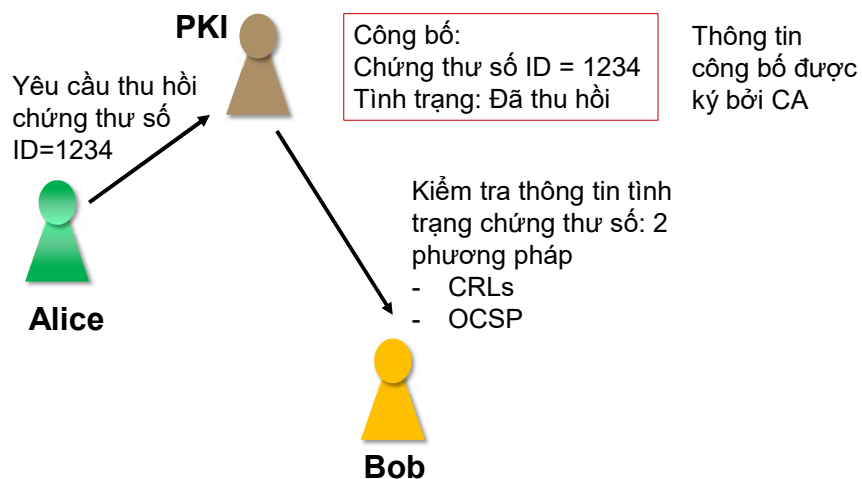 PKI
Công bố:
Chứng thư số ID = 1234
Tình trạng: Đã thu hồi
Thông tin
công bố được
ký bởi CA
Yêu cầu thu hồi
chứng thư số
ID=1234
Alice
Kiểm tra thông tin tình
trạng chứng thư số: 2
phương pháp
- CRLs
- OCSP
Bob